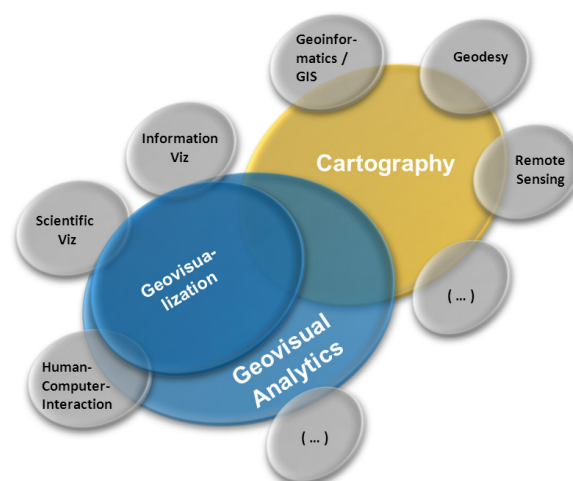 Geoinfor-
matics /
GIS
Geodesy
Information
Viz
Cartography
Remote
Sensing
Scientific
Viz
Geovisua-
lization
( ... )
Geovisual
Analytics
Human-
Computer-
Interaction
( ... )